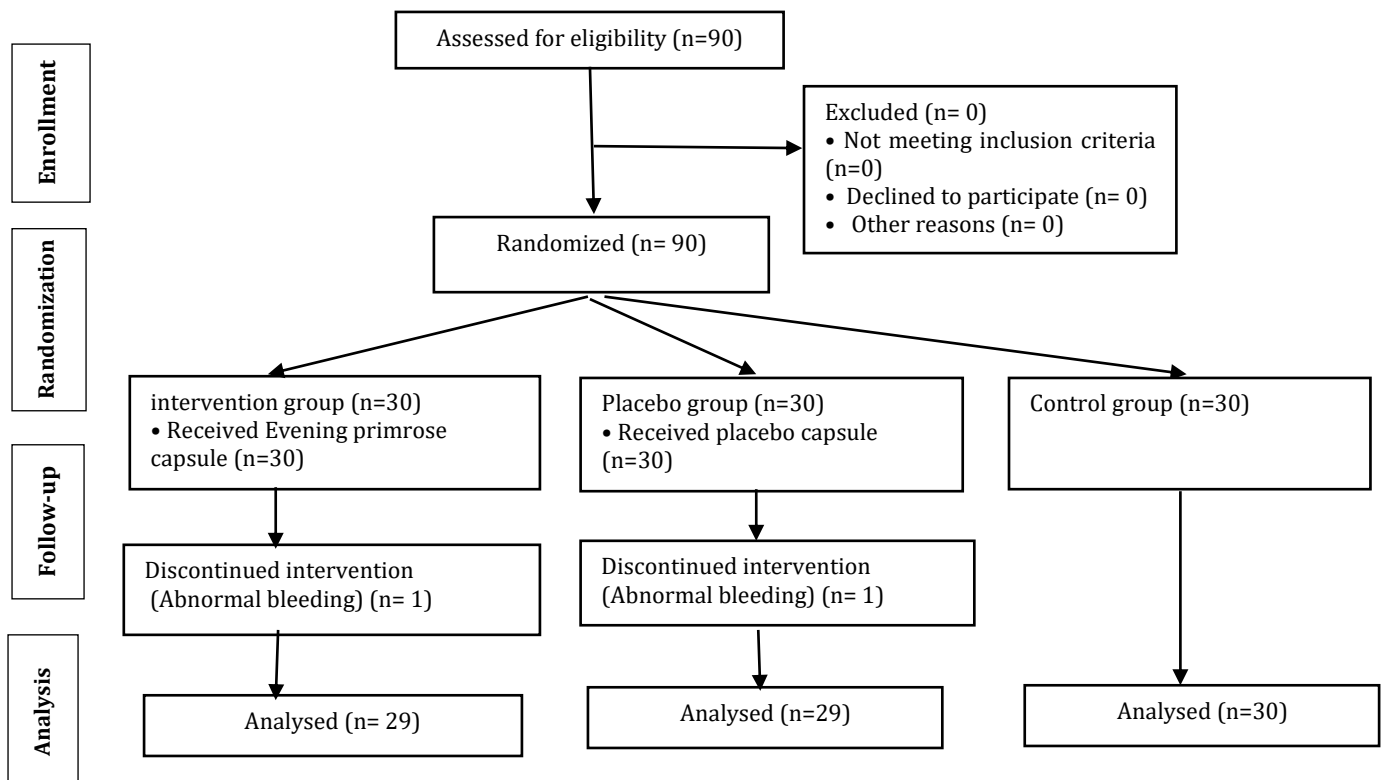 Assessed for eligibility (n=90)
Enrollment
Excluded (n= 0)
• Not meeting inclusion criteria
(n=0)
• Declined to participate (n= 0)
• Other reasons (n= 0)
Randomized (n= 90)
Randomization
intervention group (n=30)
• Received Evening primrose
capsule (n=30)
Placebo group (n=30)
• Received placebo capsule
(n=30)
Control group (n=30)
Follow-up
Discontinued intervention
(Abnormal bleeding) (n= 1)
Discontinued intervention
(Abnormal bleeding) (n= 1)
Analysis
Analysed (n= 29)
Analysed (n=29)
Analysed (n=30)